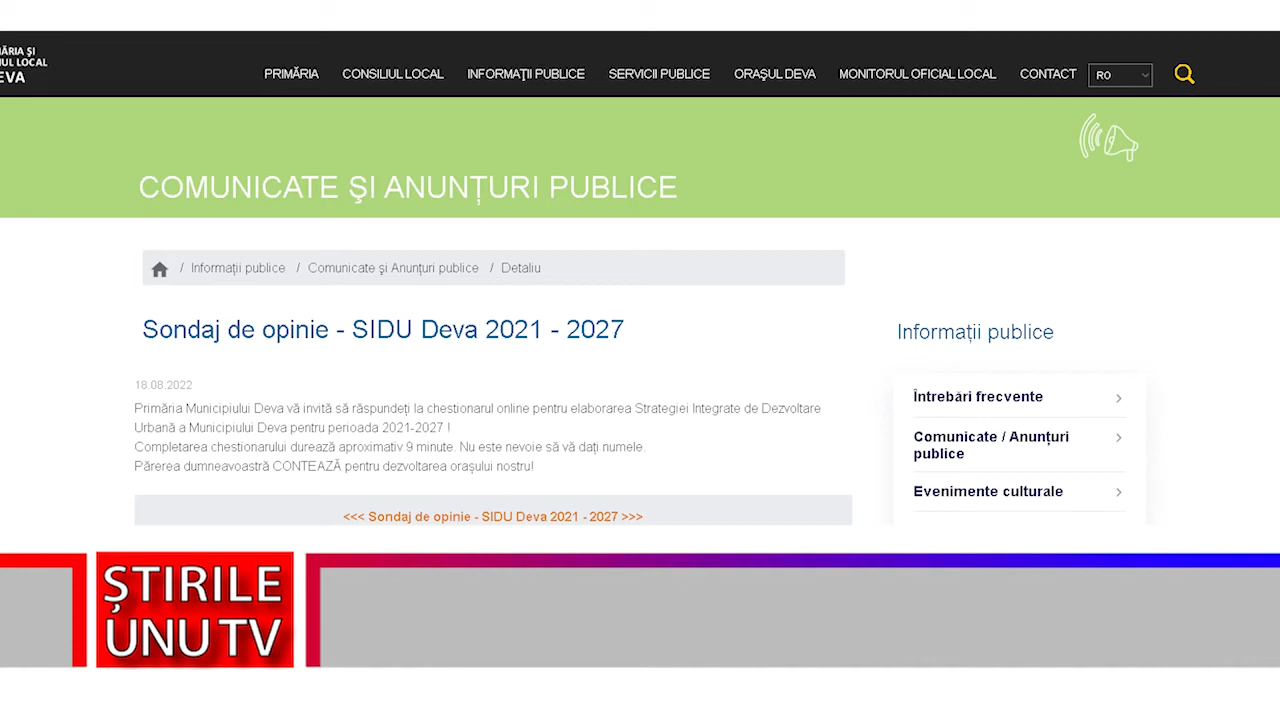 ĂRIA ŞI
UL LOCAL
EVA
PRIMĂRIA CONSILIUL LOCAL INFORMAŢII PUBLICE SERVICII PUBLICE ORAŞUL DEVA MONITORUL OFICIAL LOCAL CONTACT RO
COMUNICATE ŞI ANUNȚURI PUBLICE
/ Informații publice / Comunicate şi Anunțuri publice / Detaliu
Sondaj de opinie - SIDU Deva 2021 - 2027
18.08.2022
Primăria Municipiului Deva vă invită să răspundeți la chestionarul online pentru elaborarea Strategiei Integrate de Dezvoltare
Urbană a Municipiului Deva pentru perioada 2021-2027 !
Completarea chestionarului durează aproximativ 9 minute. Nu este nevoie să vă dați numele.
Părerea dumneavoastră CONTEAZĂ pentru dezvoltarea oraşului nostru!
<<< Sondaj de opinie - SIDU Deva 2021 - 2027 >>>
Informații publice
Întrebări frecvente
Comunicate / Anunțuri
publice
Evenimente culturale
ȘTIRILE
UNU TV